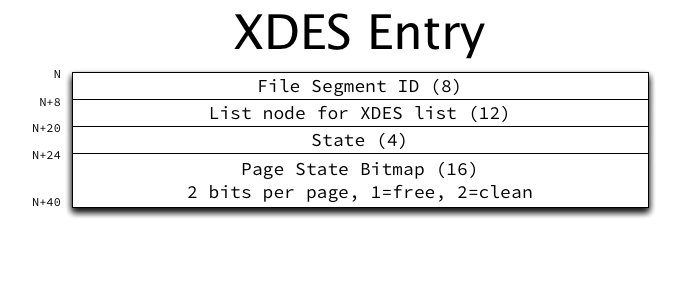 XDES Entry
N
File Segment ID (8)
N+8
List node for XDES list (12)
N+20
State (4)
N+24
Page State Bitmap (16)
2 bits per page, 1=free, 2=clean
N+40